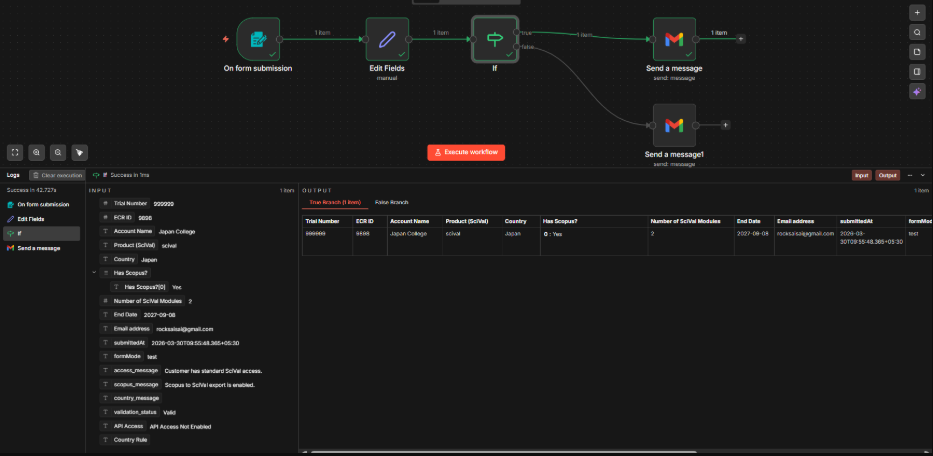 1 item
1 item
true
1 item
1 item
false
On form submission
Edit Fields
manual
If
Send a message
send: message
Execute workflow
Send a message1
send: message
Logs
Clear execution
If
Success in 1ms
Input
Output
Success in 42.727s
On form submission
Edit Fields
If
Send a message
INPUT
1 item
Trial Number 999999
ECR ID 9898
Account Name Japan College
Product (SciVal) scival
Country Japan
Has Scopus?
Has Scopus?[0] Yes
Number of SciVal Modules 2
End Date 2027-09-08
Email address rocksaisai@gmail.com
submittedAt 2026-03-30T09:55:48.365+05:30
formMode test
access_message Customer has standard SciVal access.
scopus_message Scopus to SciVal export is enabled.
country_message
validation_status Valid
API Access API Access Not Enabled
Country Rule
OUTPUT
1 item
True Branch (1 item) False Branch
Trial Number ECR ID Account Name Product (SciVal) Country Has Scopus? Number of SciVal Modules End Date Email address submittedAt formMod
999999 9898 Japan College scival Japan 0 : Yes 2 2027-09-08 rocksaisai@gmail.com 2026-03-30T09:55:48.365+05:30 test